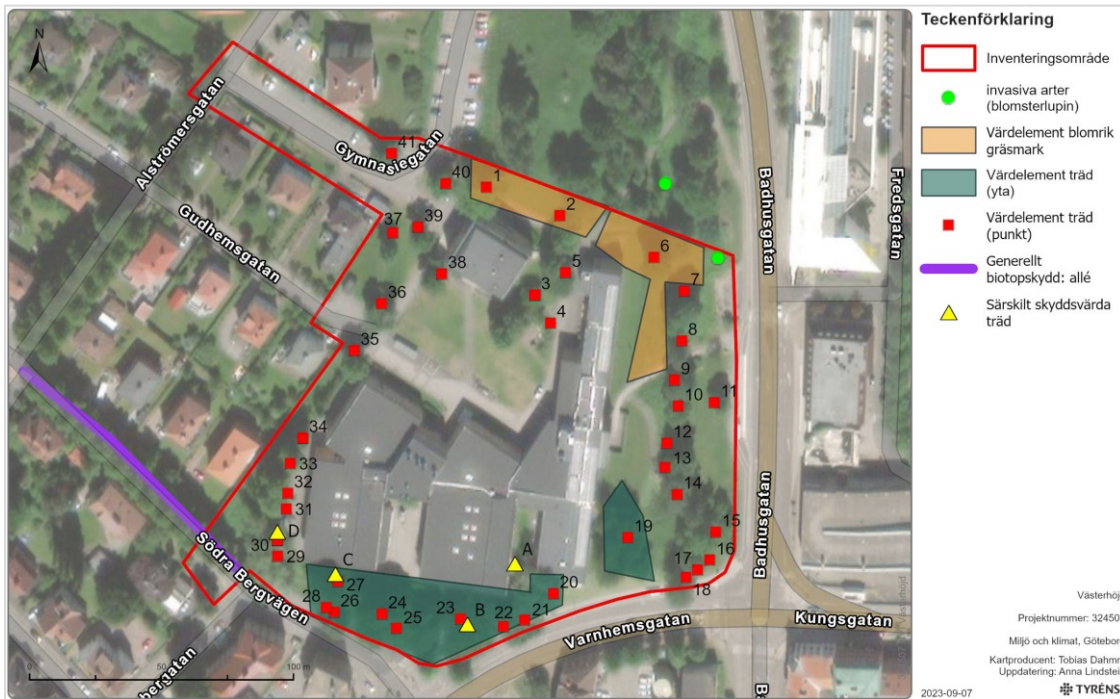 Teckenförklaring
Inventeringsområde
invasiva arter
(blomsterlupin)
Värdelement blomrik
gräsmark
Värdelement träd
(yta)
Värdelement träd
(punkt)
Generellt
biotopskydd: allé
Särskilt skyddsvärda
träd
N
Alströmersgatan
Gymnasiegatan
Gudhemsgatan
Södra Bergvägen
Badhusgatan
Fredsgatan
Badhusgatan
Varnhemsgatan
Kungsgatan
bergatan
B
41
40
1
2
37
39
6
38
5
7
3
36
4
8
35
9
10
11
34
12
33
13
32
14
31
D
19
15
30
29
A
16
C
17
27
18
20
28
26
24
23
B
22
21
25
0
50
100 m
Västerhöj
Projektnummer: 32450
Miljö och klimat, Götebor
Kartproducent: Tobias Dahm
Uppdatering: Anna Lindstei
2023-09-07
TYRÉNS